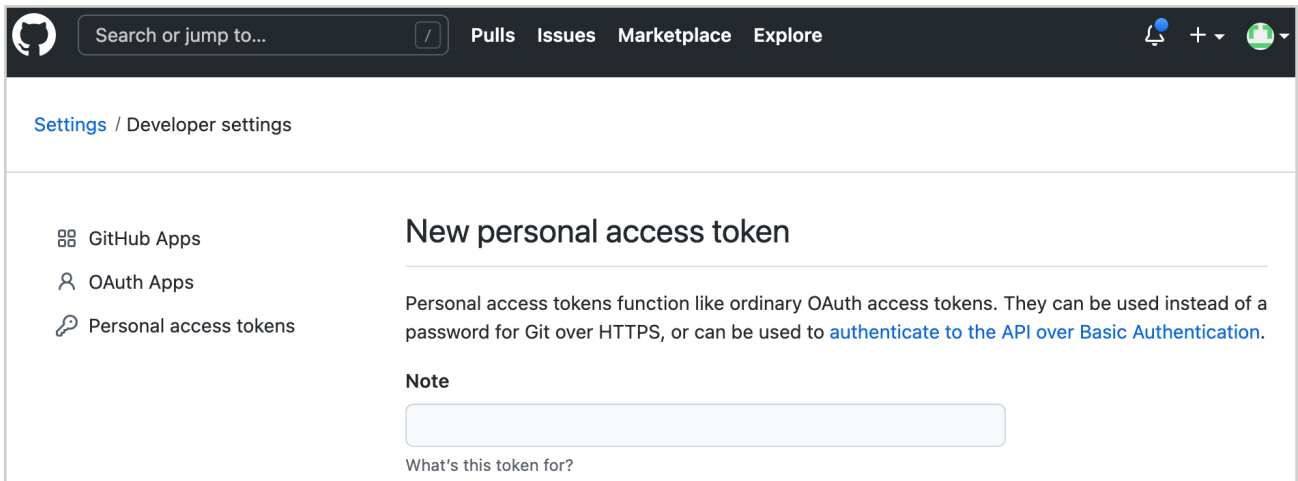 Search or jump to... /
Pulls Issues Marketplace Explore
Settings / Developer settings
GitHub Apps
OAuth Apps
Personal access tokens
New personal access token
Personal access tokens function like ordinary OAuth access tokens. They can be used instead of a
password for Git over HTTPS, or can be used to authenticate to the API over Basic Authentication.
Note
What's this token for?